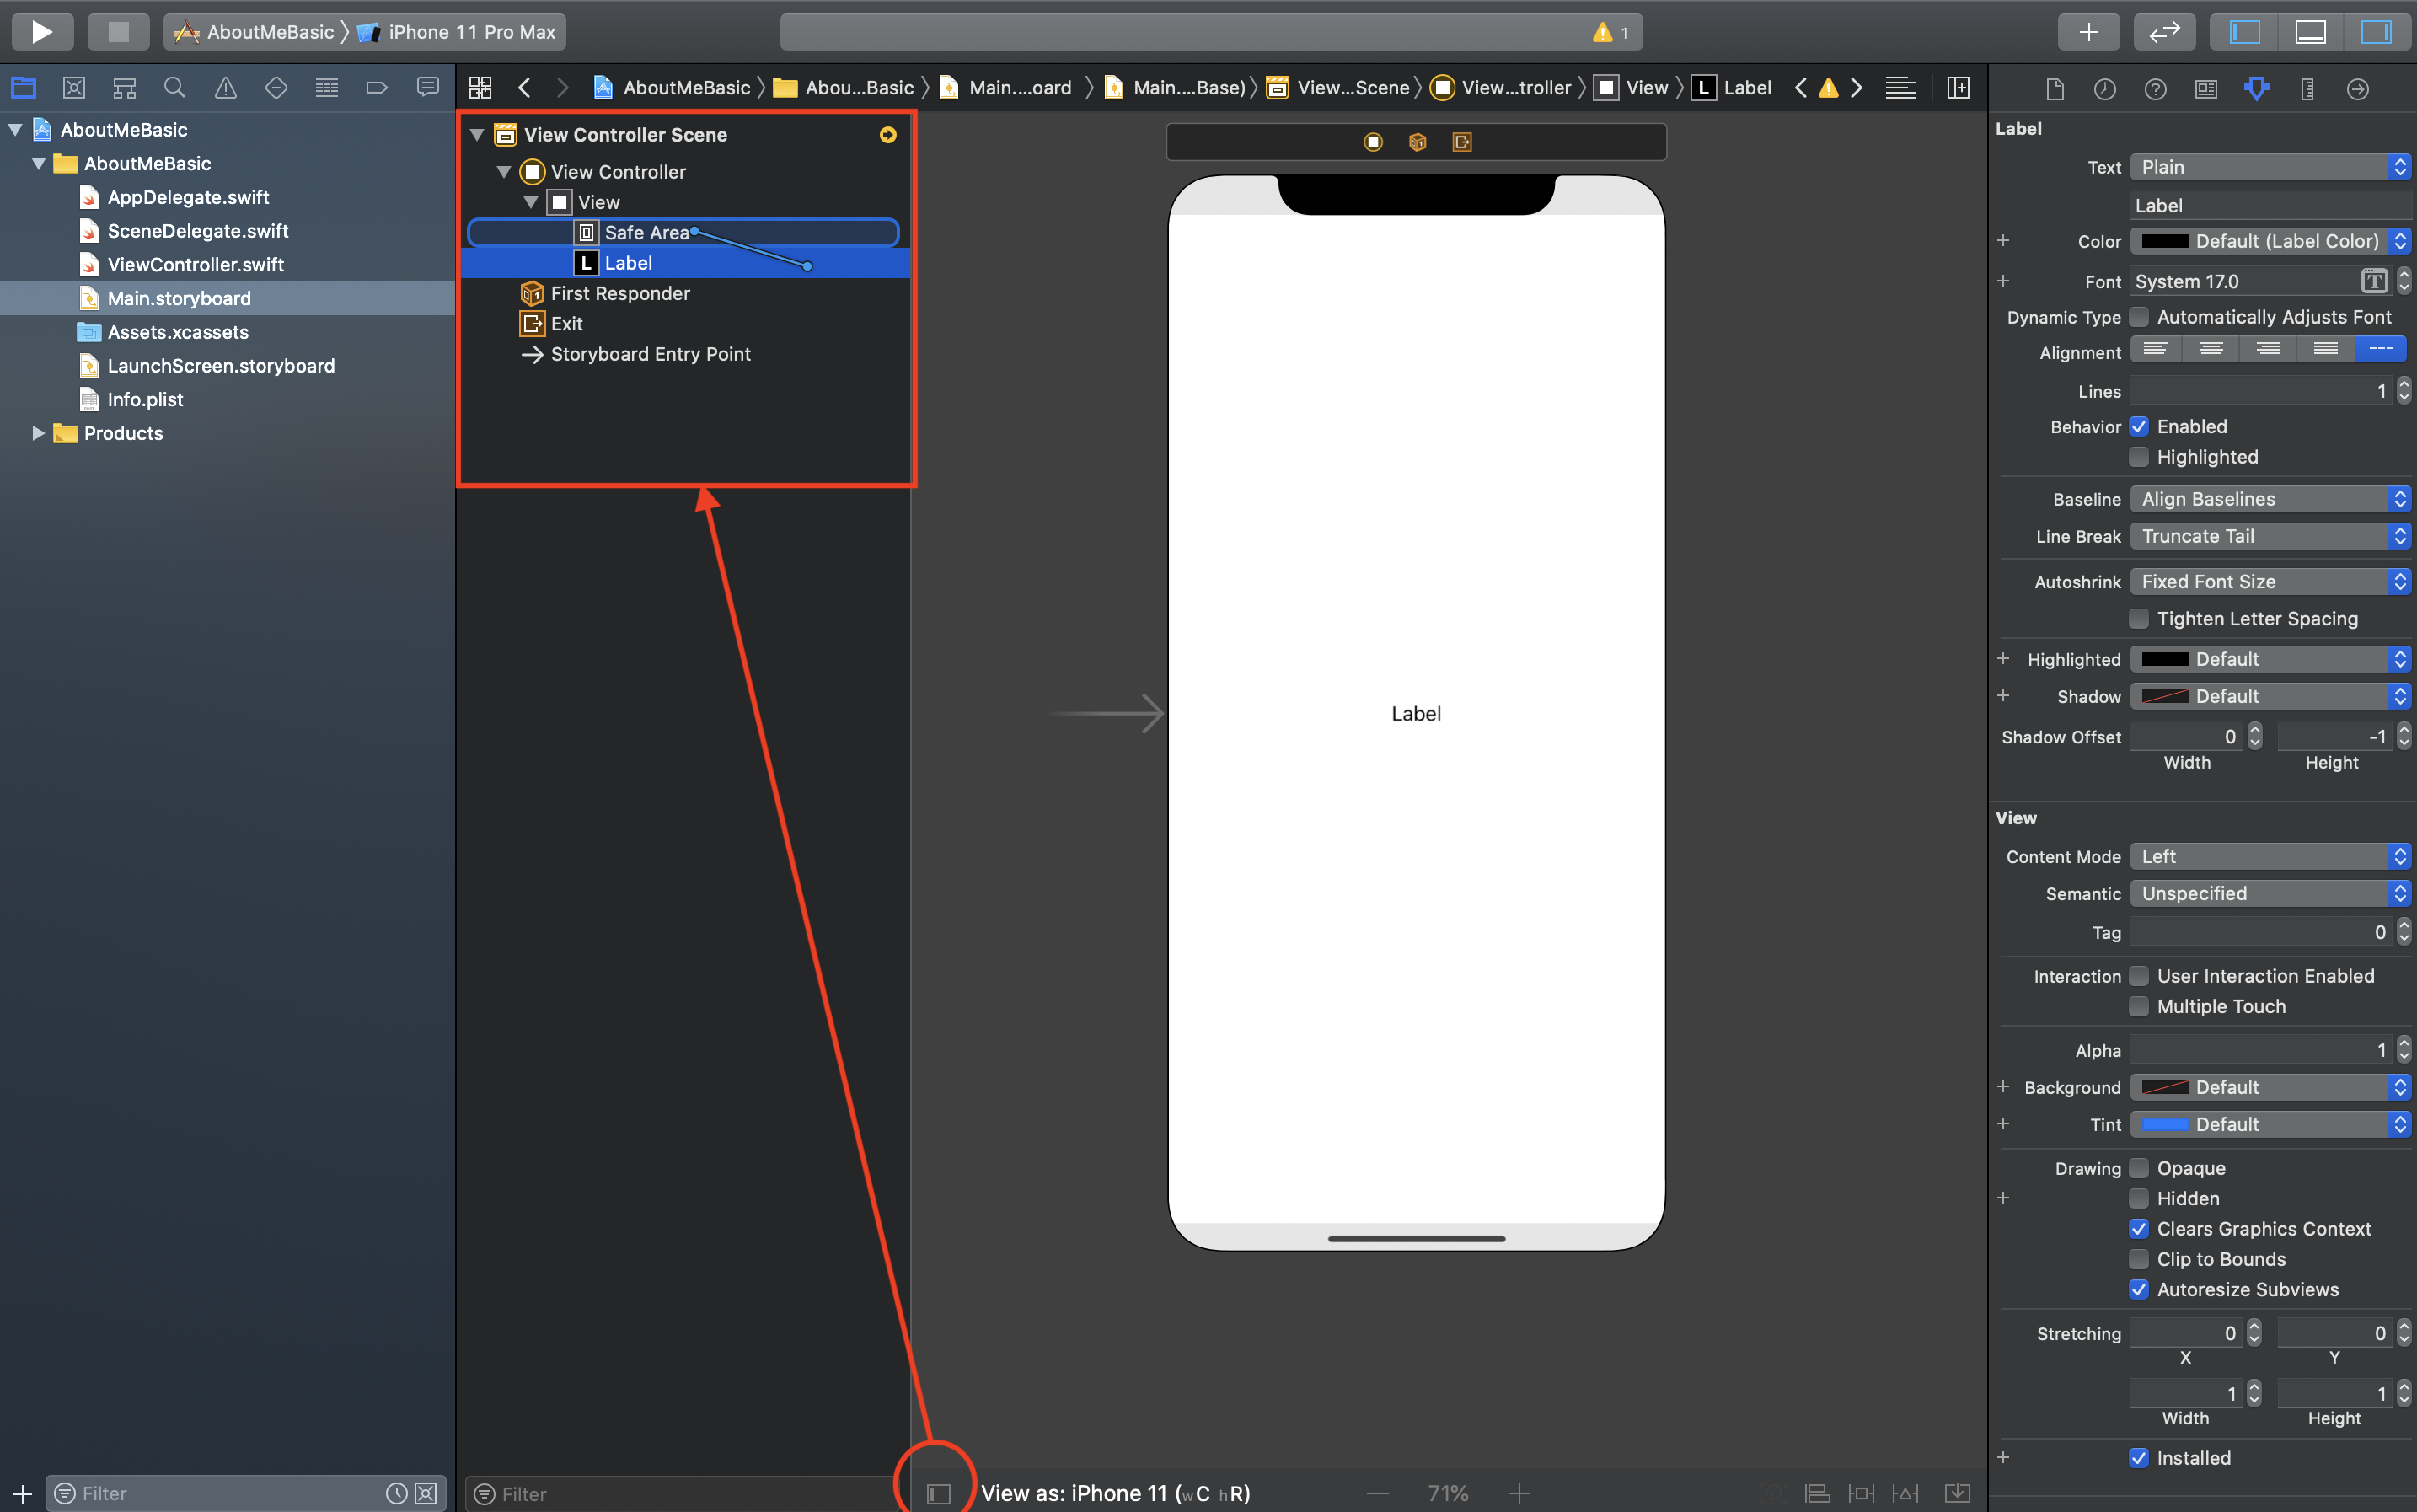 AboutMeBasic 〉 iPhone 11 Pro Max
1
AboutMeBasic 〉 Abou...Basic 〉 Main....oard 〉 Main....Base) 〉 View...Scene 〉 View...troller 〉 View 〉 L Label
AboutMeBasic
AboutMeBasic
AppDelegate.swift
SceneDelegate.swift
ViewController.swift
Main.storyboard
Assets.xcassets
LaunchScreen.storyboard
Info.plist
Products
Filter
View Controller Scene
View Controller
View
Safe Area
L Label
1 First Responder
Exit
Storyboard Entry Point
Filter
Label
View as: iPhone 11 (wC hR)
71%
Label
Text Plain
Label
Color Default (Label Color)
Font System 17.0 T
Dynamic Type Automatically Adjusts Font
Alignment ---
Lines 1
Behavior Enabled
Highlighted
Baseline Align Baselines
Line Break Truncate Tail
Autoshrink Fixed Font Size
Tighten Letter Spacing
Highlighted Default
Shadow Default
Shadow Offset 0 -1
Width Height
View
Content Mode Left
Semantic Unspecified
Tag 0
Interaction User Interaction Enabled
Multiple Touch
Alpha 1
Background Default
Tint Default
Drawing Opaque
Hidden
Clears Graphics Context
Clip to Bounds
Autoresize Subviews
Stretching 0 0
X Y
1 1
Width Height
Installed